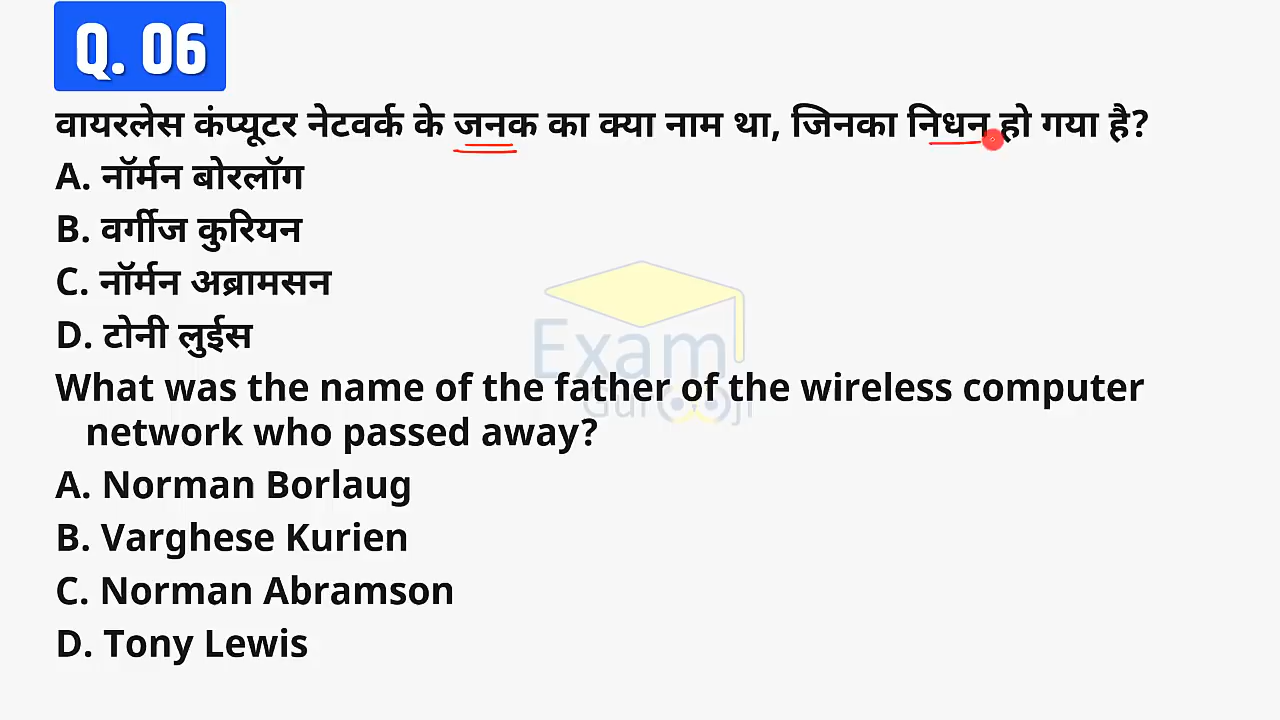 Q. 06
वायरलेस कंप्यूटर नेटवर्क के जनक का क्या नाम था, जिनका निधन हो गया है?
A. नॉर्मन बोरलॉग
B. वर्गीज कुरियन
C. नॉर्मन अब्रामसन
D. टोनी लुईस
What was the name of the father of the wireless computer
network who passed away?
A. Norman Borlaug
B. Varghese Kurien
C. Norman Abramson
D. Tony Lewis
Exam
Guruji